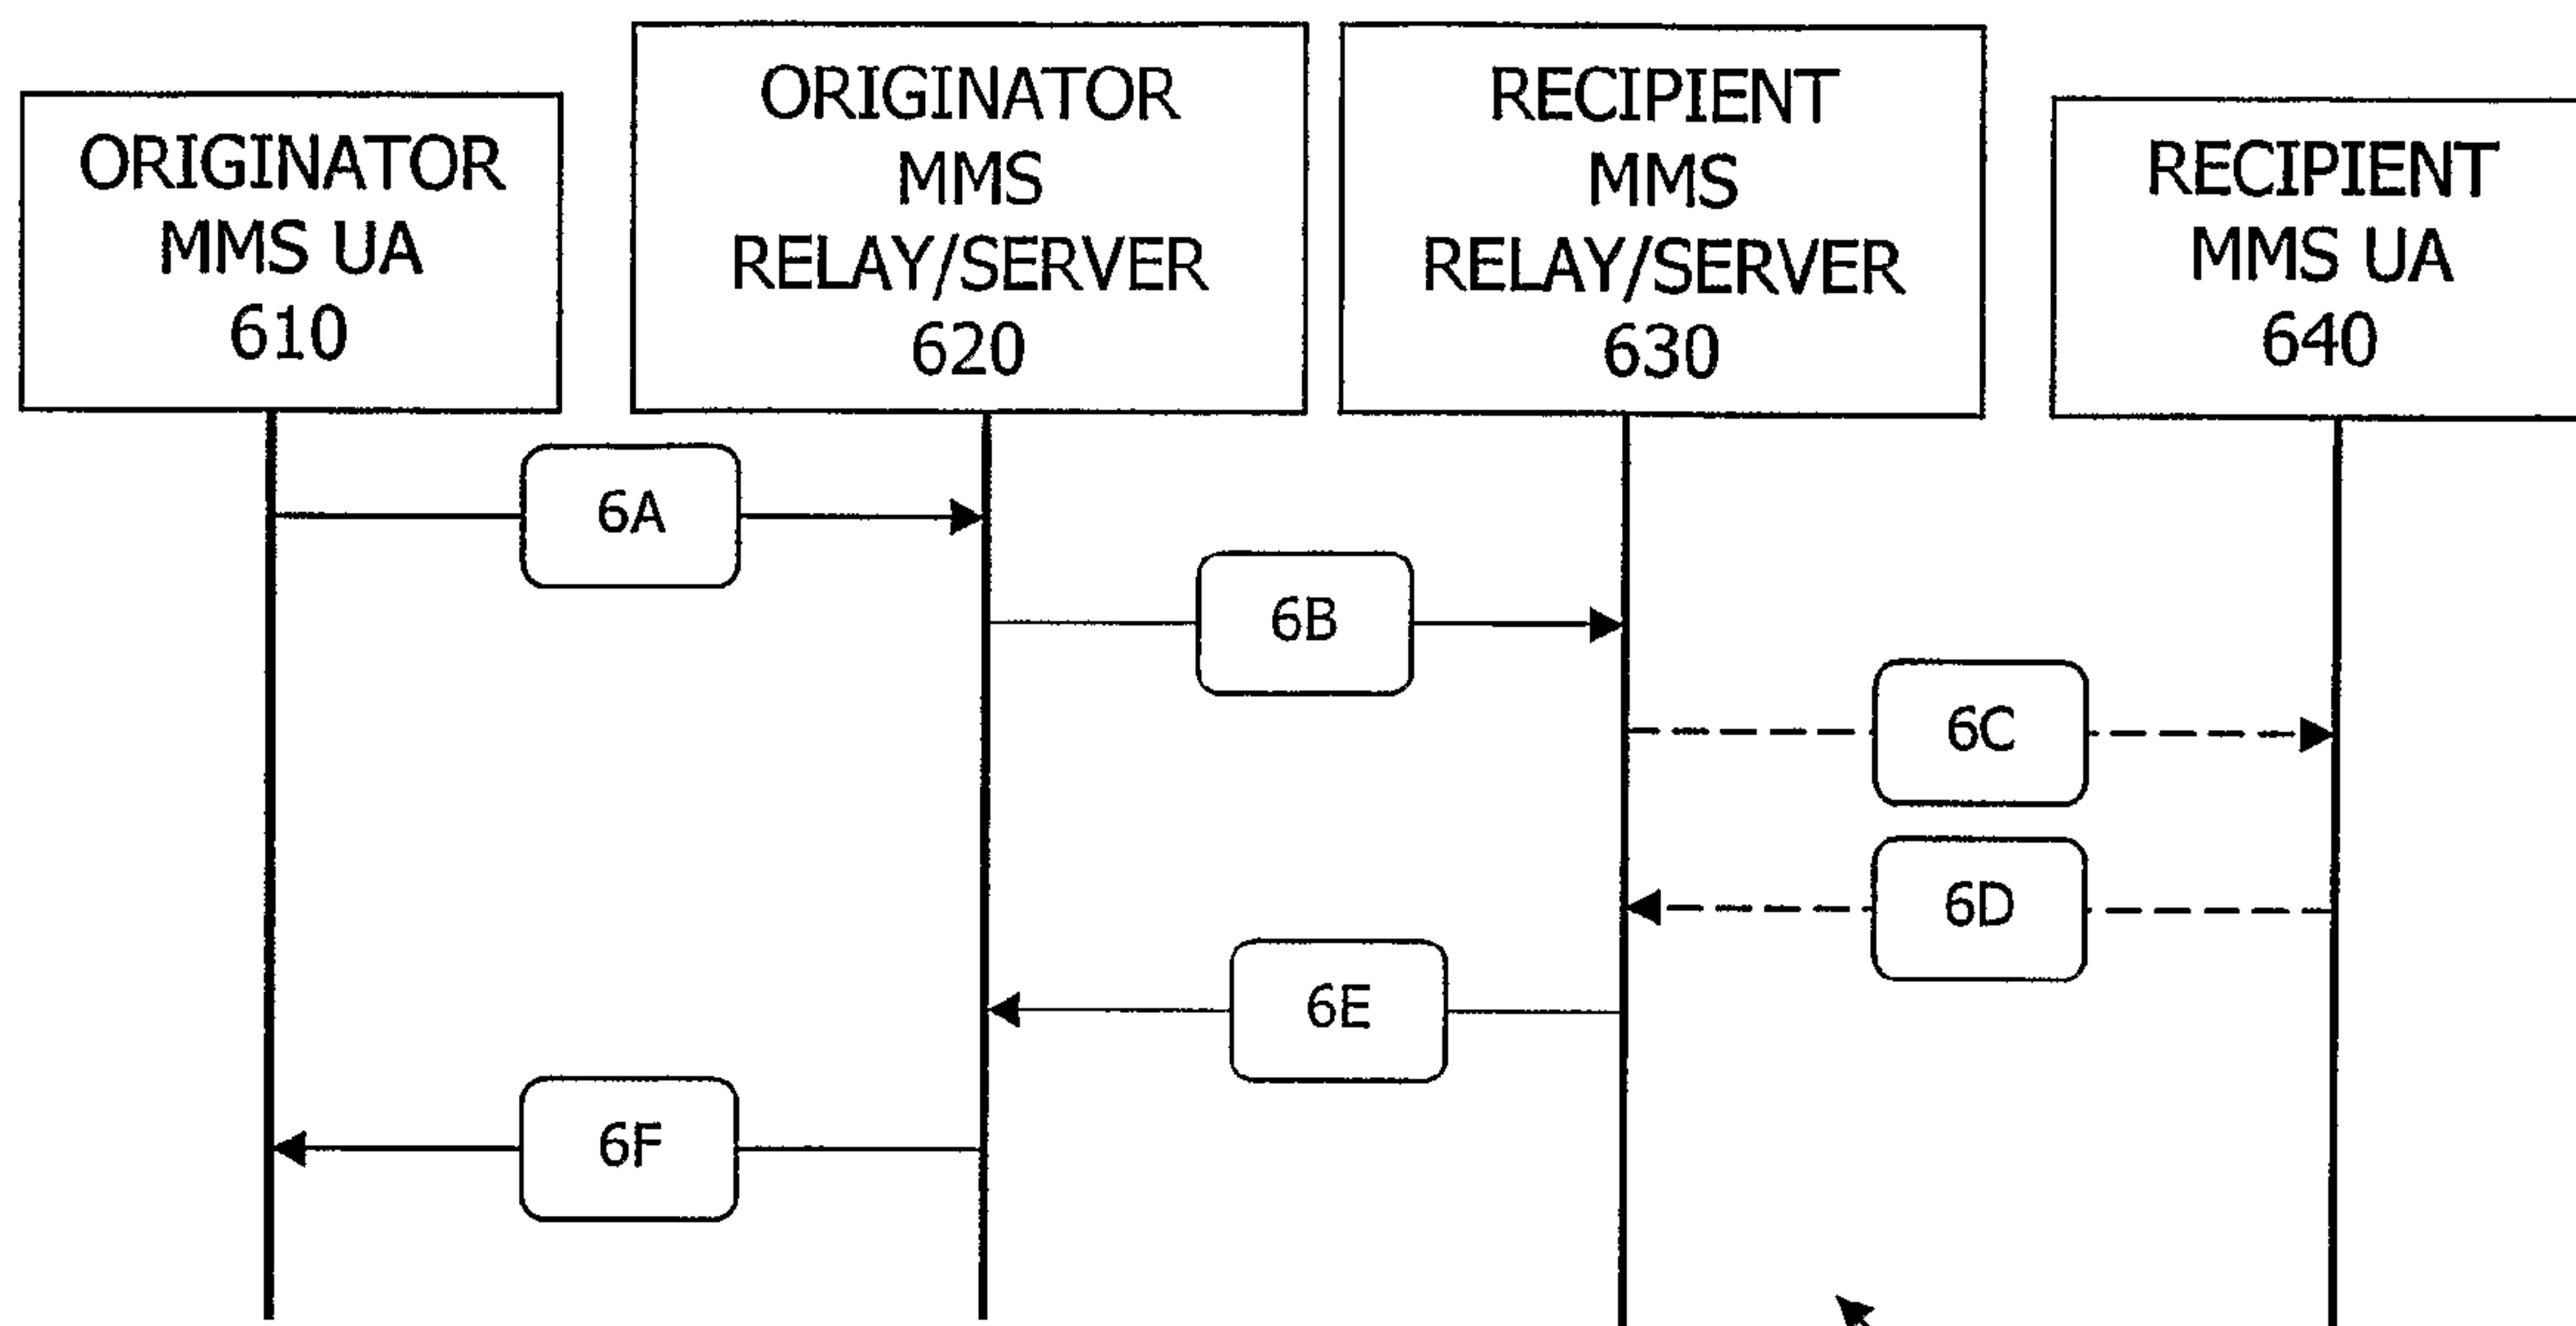 ORIGINATOR
MMS UA
610
ORIGINATOR
MMS
RELAY/SERVER
620
RECIPIENT
MMS
RELAY/SERVER
630
RECIPIENT
MMS UA
640
6A
6B
6C
6D
6E
6F